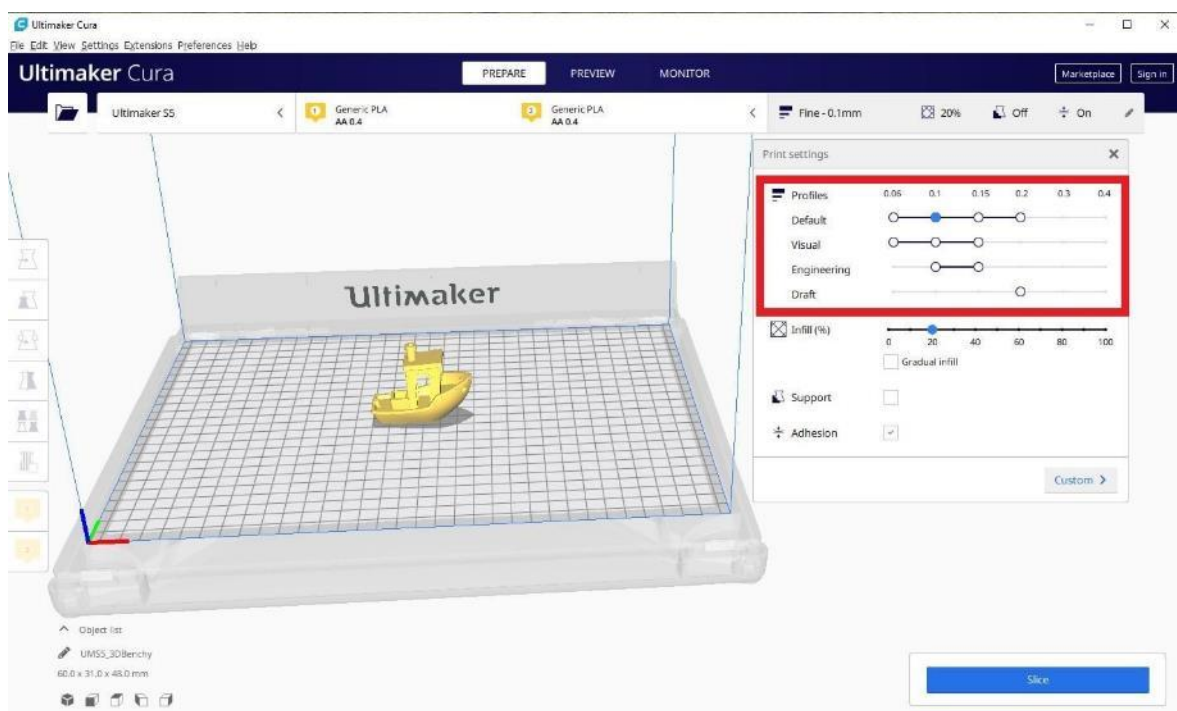 Ultimaker Cura
File Edit View Settings Extensions Preferences Help
Ultimaker Cura
PREPARE PREVIEW MONITOR
Marketplace Sign in
Ultimaker S5
1 Generic PLA
AA 0.4
2 Generic PLA
AA 0.4
Fine - 0.1mm 20% Off On
Print settings
Profiles 0.06 0.1 0.15 0.2 0.3 0.4
Default
Visual
Engineering
Draft
Infill (%)
0 20 40 60 80 100
Gradual infill
Support
Adhesion
Custom
Ultimaker
Object list
UMS5_3DBenchy
60.0 x 31.0 x 48.0 mm
Slice